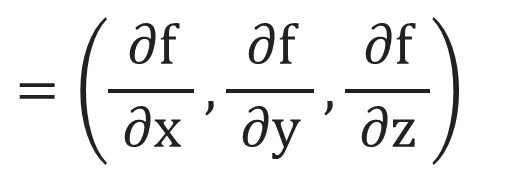 = (∂f/∂x, ∂f/∂y, ∂f/∂z)